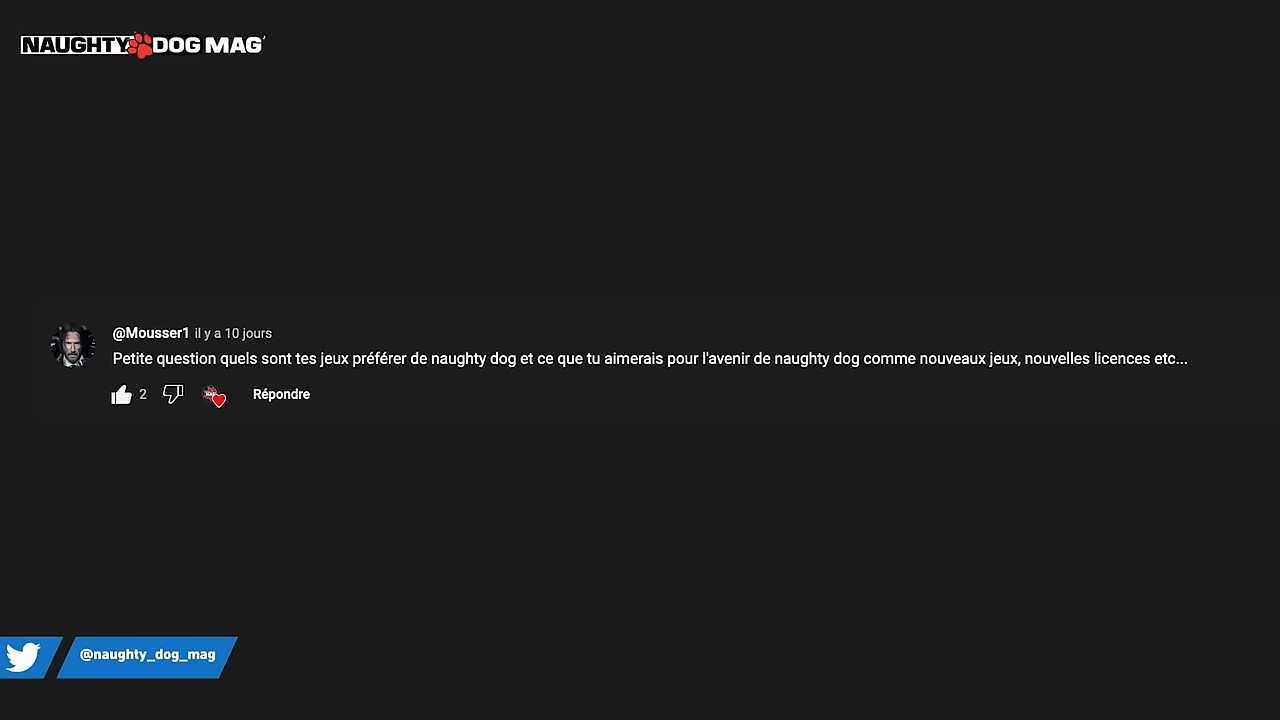 NAUGHTY DOG MAG'
@Mousser1 il y a 10 jours
Petite question quels sont tes jeux préférer de naughty dog et ce que tu aimerais pour l'avenir de naughty dog comme nouveaux jeux, nouvelles licences etc...
2 Répondre
@naughty_dog_mag